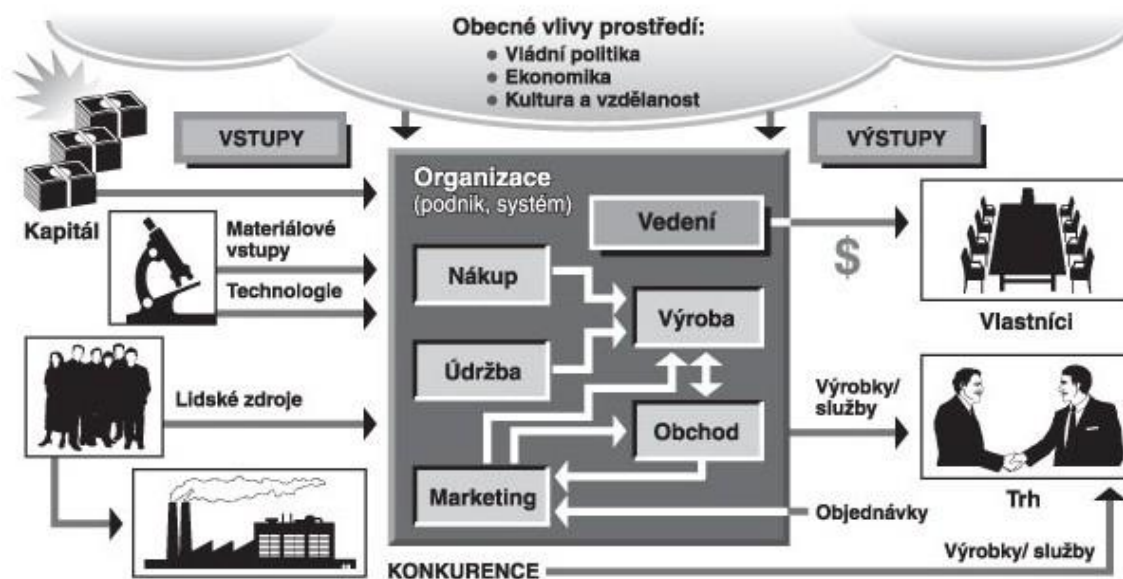 Obecné vlivy prostředí:
• Vládní politika
• Ekonomika
• Kultura a vzdělanost
VSTUPY
VÝSTUPY
Kapitál
Materiálové
vstupy
Technologie
Lidské zdroje
Organizace
(podnik, systém)
Vedení
Nákup
Výroba
Údržba
Obchod
Marketing
$
Vlastníci
Výrobky/
služby
Trh
Objednávky
Výrobky/ služby
KONKURENCE